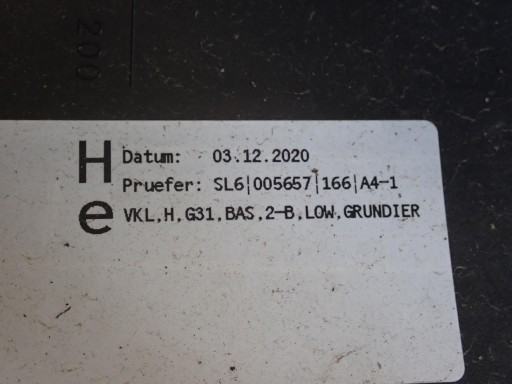 200
H Datum: 03.12.2020
Pruefer: SL6|005657|166|A4-1
e VKL,H,G31,BAS,2-B,LOW,GRUNDIER